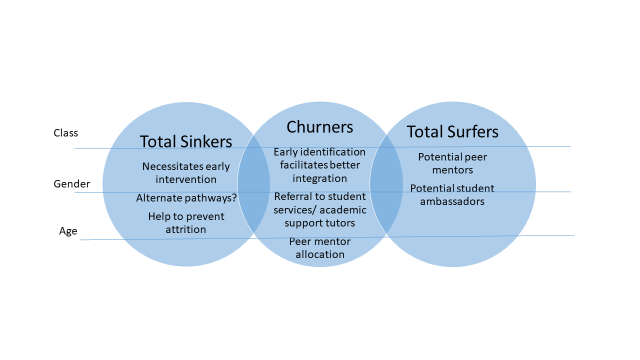 Class
Gender
Age
Total Sinkers
Necessitates early
intervention
Alternate pathways?
Help to prevent
attrition
Churners
Early identification
facilitates better
integration
Referral to student
services/ academic
support tutors
Peer mentor
allocation
Total Surfers
Potential peer
mentors
Potential student
ambassadors